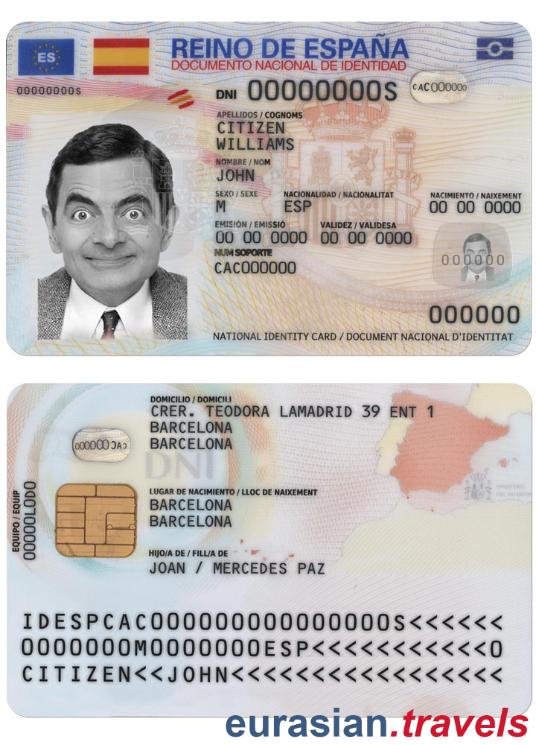 ES
REINO DE ESPAÑA
DOCUMENTO NACIONAL DE IDENTIDAD
00000000S
DNI 00000000S
CAC000000
APELLIDOS / COGNOMS
CITIZEN
WILLIAMS
NOMBRE / NOM
JOHN
SEXO / SEXE NACIONALIDAD / NACIONALITAT NACIMIENTO / NAIXEMENT
M ESP 00 00 0000
EMISIÓN / EMISSIÓ VALIDEZ / VALIDESA
00 00 0000 00 00 0000
NUM SOPORTE
CAC000000
000000
000000
NATIONAL IDENTITY CARD / DOCUMENT NACIONAL D'IDENTITAT
DOMICILIO / DOMICILI
CRER. TEODORA LAMADRID 39 ENT 1
BARCELONA
BARCELONA
000000 CAC
DNI
LUGAR DE NACIMIENTO / LLOC DE NAIXEMENT
BARCELONA
BARCELONA
EQUIPO / EQUIP
00000L0D0
HIJO/A DE / FILL/A DE
JOAN / MERCEDES PAZ
IDESPCAC000000000000000S<<<<<<
0000000M0000000ESP<<<<<<<<<<<0
CITIZEN<<JOHN<<<<<<<<<<<<<<<<<
eurasian.travels